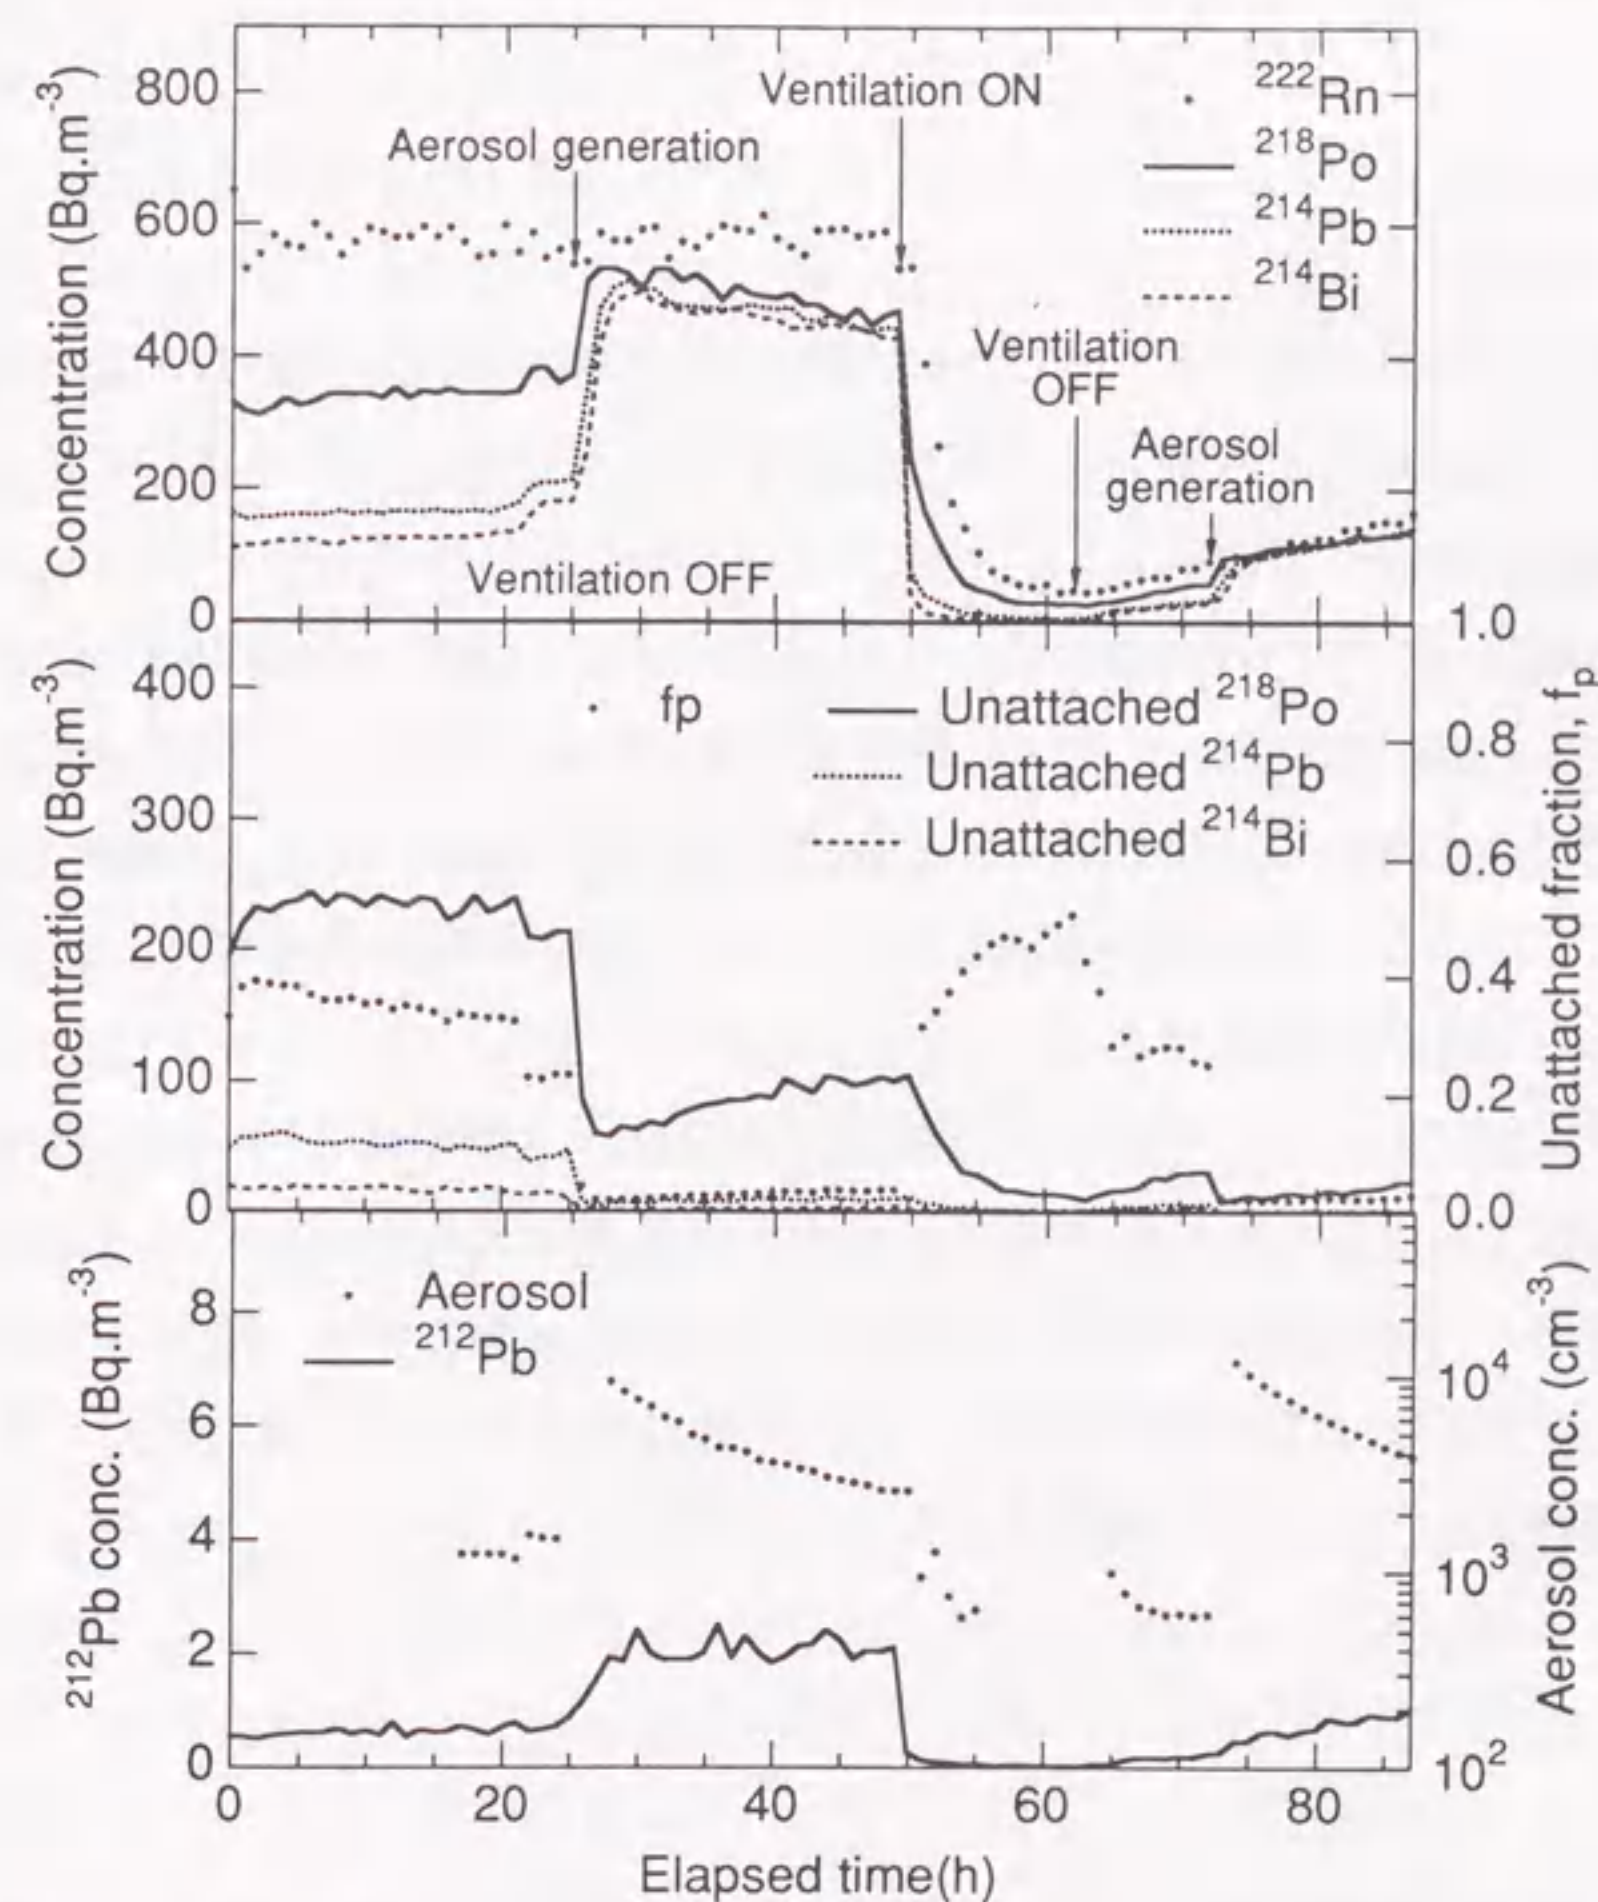 Concentration (Bq.m⁻³)
800
600
400
200
0
Aerosol generation
Ventilation ON
²²²Rn
²¹⁸Po
²¹⁴Pb
²¹⁴Bi
Ventilation
OFF
Aerosol
generation
Ventilation OFF
Concentration (Bq.m⁻³)
400
300
200
100
0
fp
Unattached ²¹⁸Po
Unattached ²¹⁴Pb
Unattached ²¹⁴Bi
1.0
0.8
0.6
0.4
0.2
0.0
Unattached fraction, fₚ
²¹²Pb conc. (Bq.m⁻³)
8
6
4
2
0
Aerosol
²¹²Pb
10⁴
10³
10²
Aerosol conc. (cm⁻³)
0 20 40 60 80
Elapsed time(h)